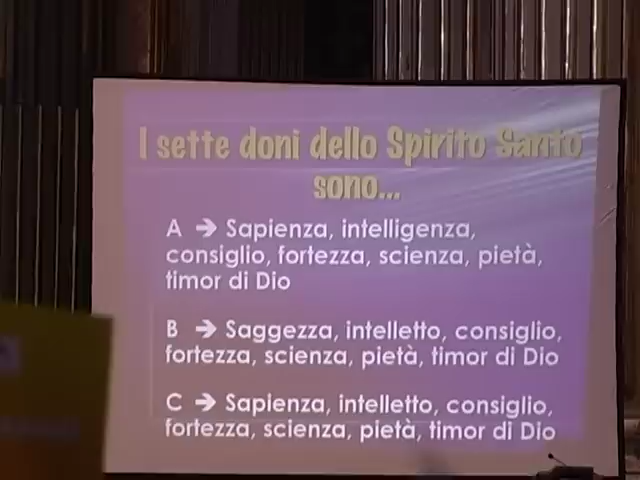 I sette doni dello Spirito Santo
sono...
A ➔ Sapienza, intelligenza,
consiglio, fortezza, scienza, pietà,
timor di Dio
B ➔ Saggezza, intelletto, consiglio,
fortezza, scienza, pietà, timor di Dio
C ➔ Sapienza, intelletto, consiglio,
fortezza, scienza, pietà, timor di Dio